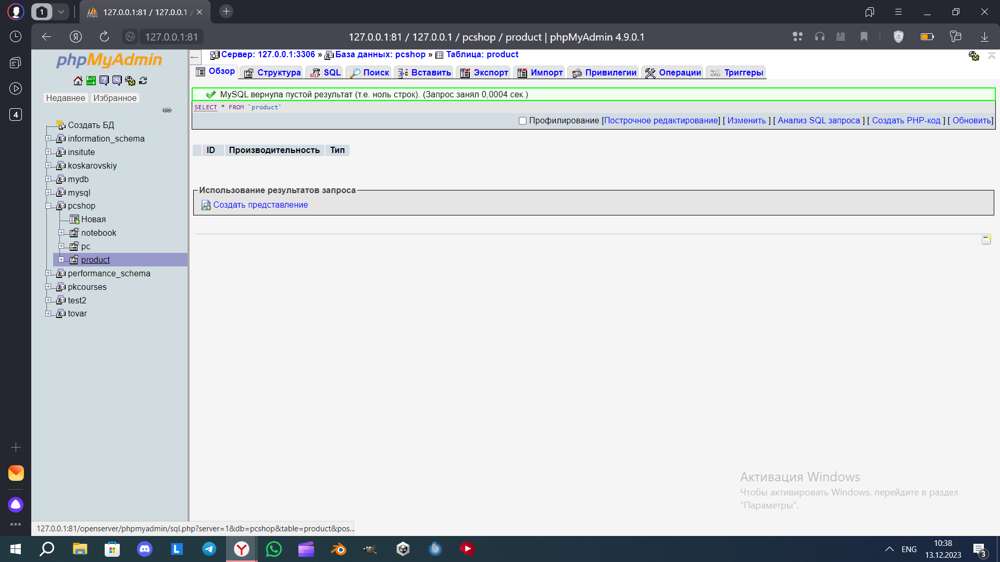 1
127.0.0.1:81 / 127.0.0.1 /
Я
127.0.0.1:81
127.0.0.1:81 / 127.0.0.1 / pcshop / product | phpMyAdmin 4.9.0.1
4
phpMyAdmin
Недавнее Избранное
Создать БД
information_schema
insitute
koskarovskiy
mydb
mysql
pcshop
Новая
notebook
pc
product
performance_schema
pkcourses
test2
tovar
Сервер: 127.0.0.1:3306 » База данных: pcshop » Таблица: product
Обзор Структура SQL Поиск Вставить Экспорт Импорт Привилегии Операции Триггеры
MySQL вернула пустой результат (т.е. ноль строк). (Запрос занял 0,0004 сек.)
SELECT * FROM `product`
Профилирование [Построчное редактирование] [ Изменить ] [ Анализ SQL запроса ] [ Создать PHP-код ] [ Обновить]
ID Производительность Тип
Использование результатов запроса
Создать представление
Активация Windows
Чтобы активировать Windows, перейдите в раздел
"Параметры".
127.0.0.1:81/openserver/phpmyadmin/sql.php?server=1&db=pcshop&table=product&pos...
L
Y
ENG
10:38
13.12.2023
3